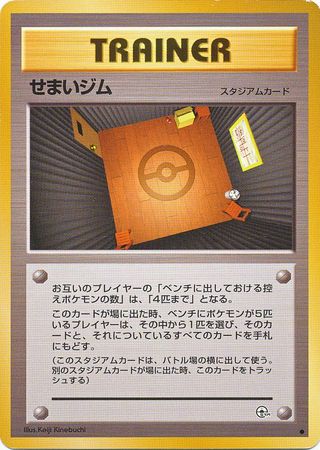 TRAINER
せまいジム
スタジアムカード
お互いのプレイヤーの「ベンチに出しておける控
えポケモンの数」は、「4匹まで」となる。
このカードが場に出た時、ベンチにポケモンが5匹
いるプレイヤーは、その中から1匹を選び、そのカ
ードと、それについているすべてのカードを手札
にもどす。
(このスタジアムカードは、バトル場の横に出して使う。
別のスタジアムカードが場に出た時、このカードをトラ
ッシュする)
Illus.Keiji Kinebuchi